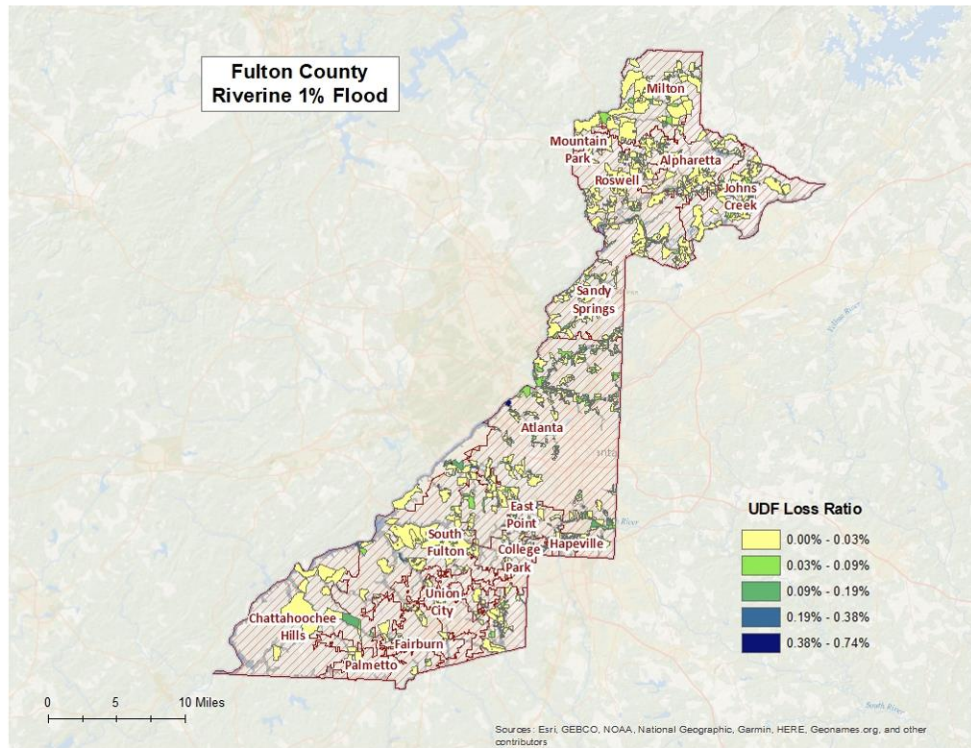 Fulton County
Riverine 1% Flood
Milton
Mountain
Park
Alpharetta
Roswell
Johns
Creek
Sandy
Springs
Atlanta
East
Point
South
Fulton
College
Park
Hapeville
Union
City
Chattahoochee
Hills
Fairburn
Palmetto
UDF Loss Ratio
0.00% - 0.03%
0.03% - 0.09%
0.09% - 0.19%
0.19% - 0.38%
0.38% - 0.74%
0 5 10 Miles
South River
Sources: Esri, GEBCO, NOAA, National Geographic, Garmin, HERE, Geonames.org, and other
contributors